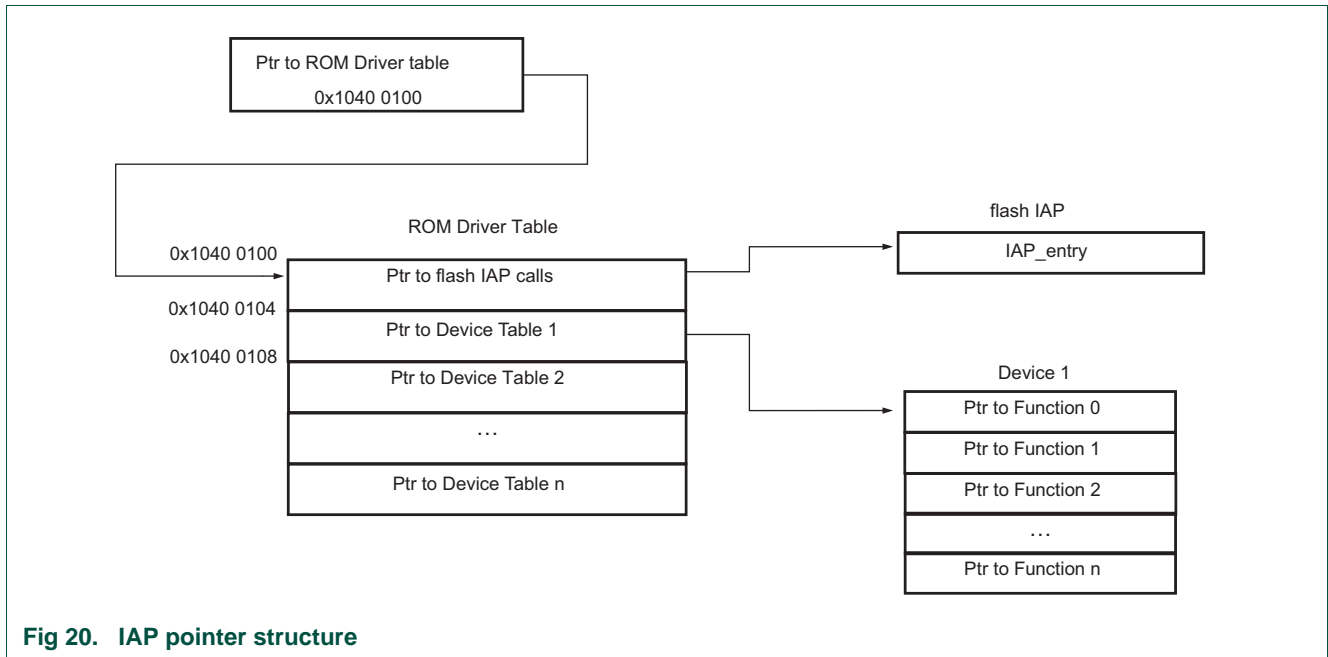 Ptr to ROM Driver table
0x1040 0100
ROM Driver Table
0x1040 0100
Ptr to flash IAP calls
0x1040 0104
Ptr to Device Table 1
0x1040 0108
Ptr to Device Table 2
...
Ptr to Device Table n
flash IAP
IAP_entry
Device 1
Ptr to Function 0
Ptr to Function 1
Ptr to Function 2
...
Ptr to Function n
Fig 20. IAP pointer structure